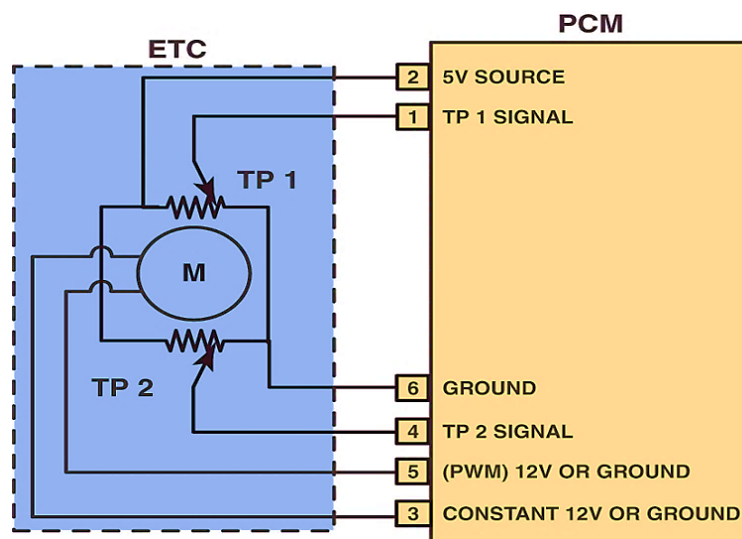 PCM
ETC
2 5V SOURCE
1 TP 1 SIGNAL
TP 1
M
TP 2
6 GROUND
4 TP 2 SIGNAL
5 (PWM) 12V OR GROUND
3 CONSTANT 12V OR GROUND